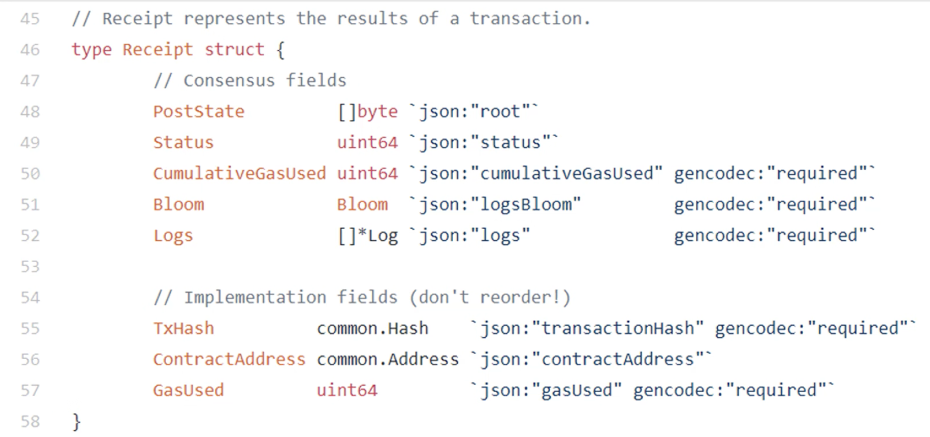 45 // Receipt represents the results of a transaction.
46 type Receipt struct {
47 // Consensus fields
48 PostState []byte `json:"root"`
49 Status uint64 `json:"status"`
50 CumulativeGasUsed uint64 `json:"cumulativeGasUsed" gencodec:"required"`
51 Bloom Bloom `json:"logsBloom" gencodec:"required"`
52 Logs []*Log `json:"logs" gencodec:"required"`
53
54 // Implementation fields (don't reorder!)
55 TxHash common.Hash `json:"transactionHash" gencodec:"required"`
56 ContractAddress common.Address `json:"contractAddress"`
57 GasUsed uint64 `json:"gasUsed" gencodec:"required"`
58 }